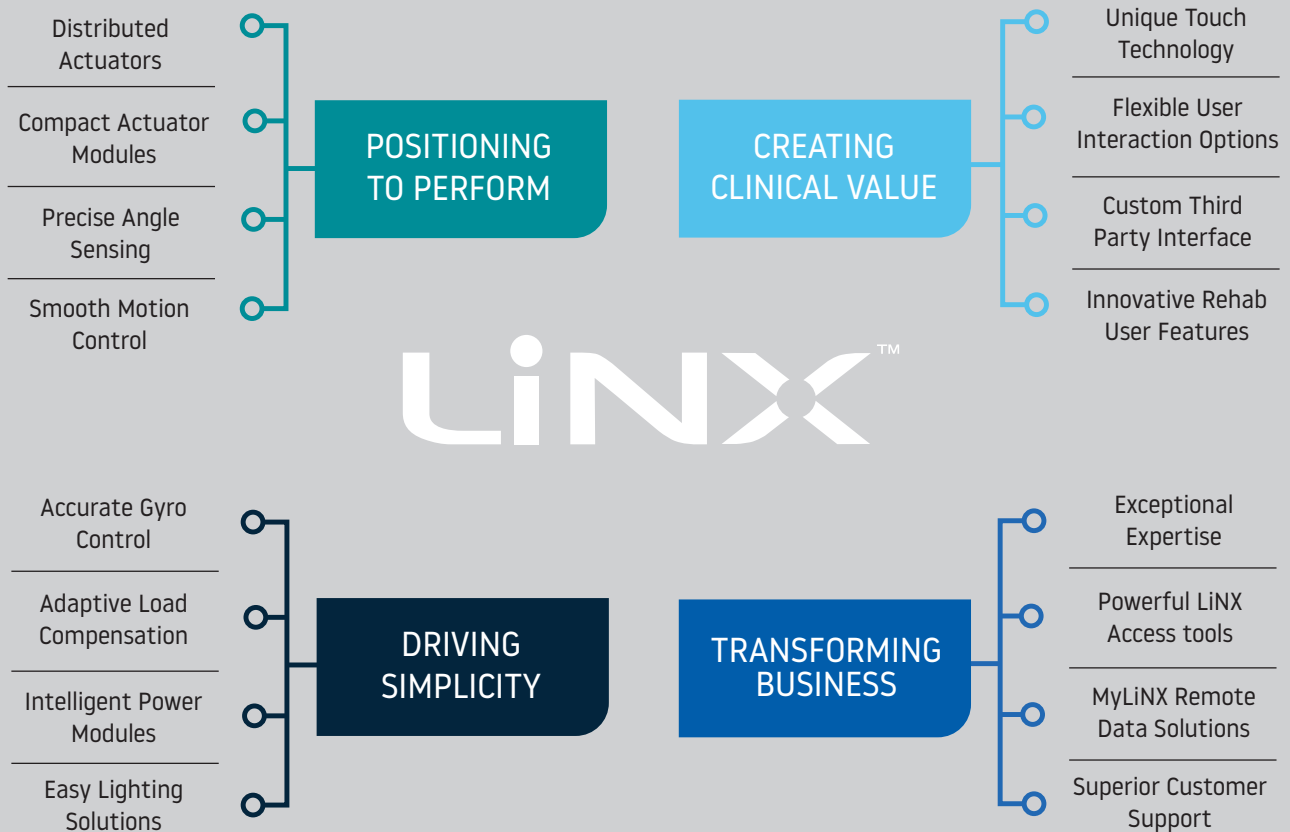 Distributed
Actuators
Compact Actuator
Modules
Precise Angle
Sensing
Smooth Motion
Control
POSITIONING
TO PERFORM
CREATING
CLINICAL VALUE
Unique Touch
Technology
Flexible User
Interaction Options
Custom Third
Party Interface
Innovative Rehab
User Features
LiNX™
Accurate Gyro
Control
Adaptive Load
Compensation
Intelligent Power
Modules
Easy Lighting
Solutions
DRIVING
SIMPLICITY
TRANSFORMING
BUSINESS
Exceptional
Expertise
Powerful LiNX
Access tools
MyLiNX Remote
Data Solutions
Superior Customer
Support